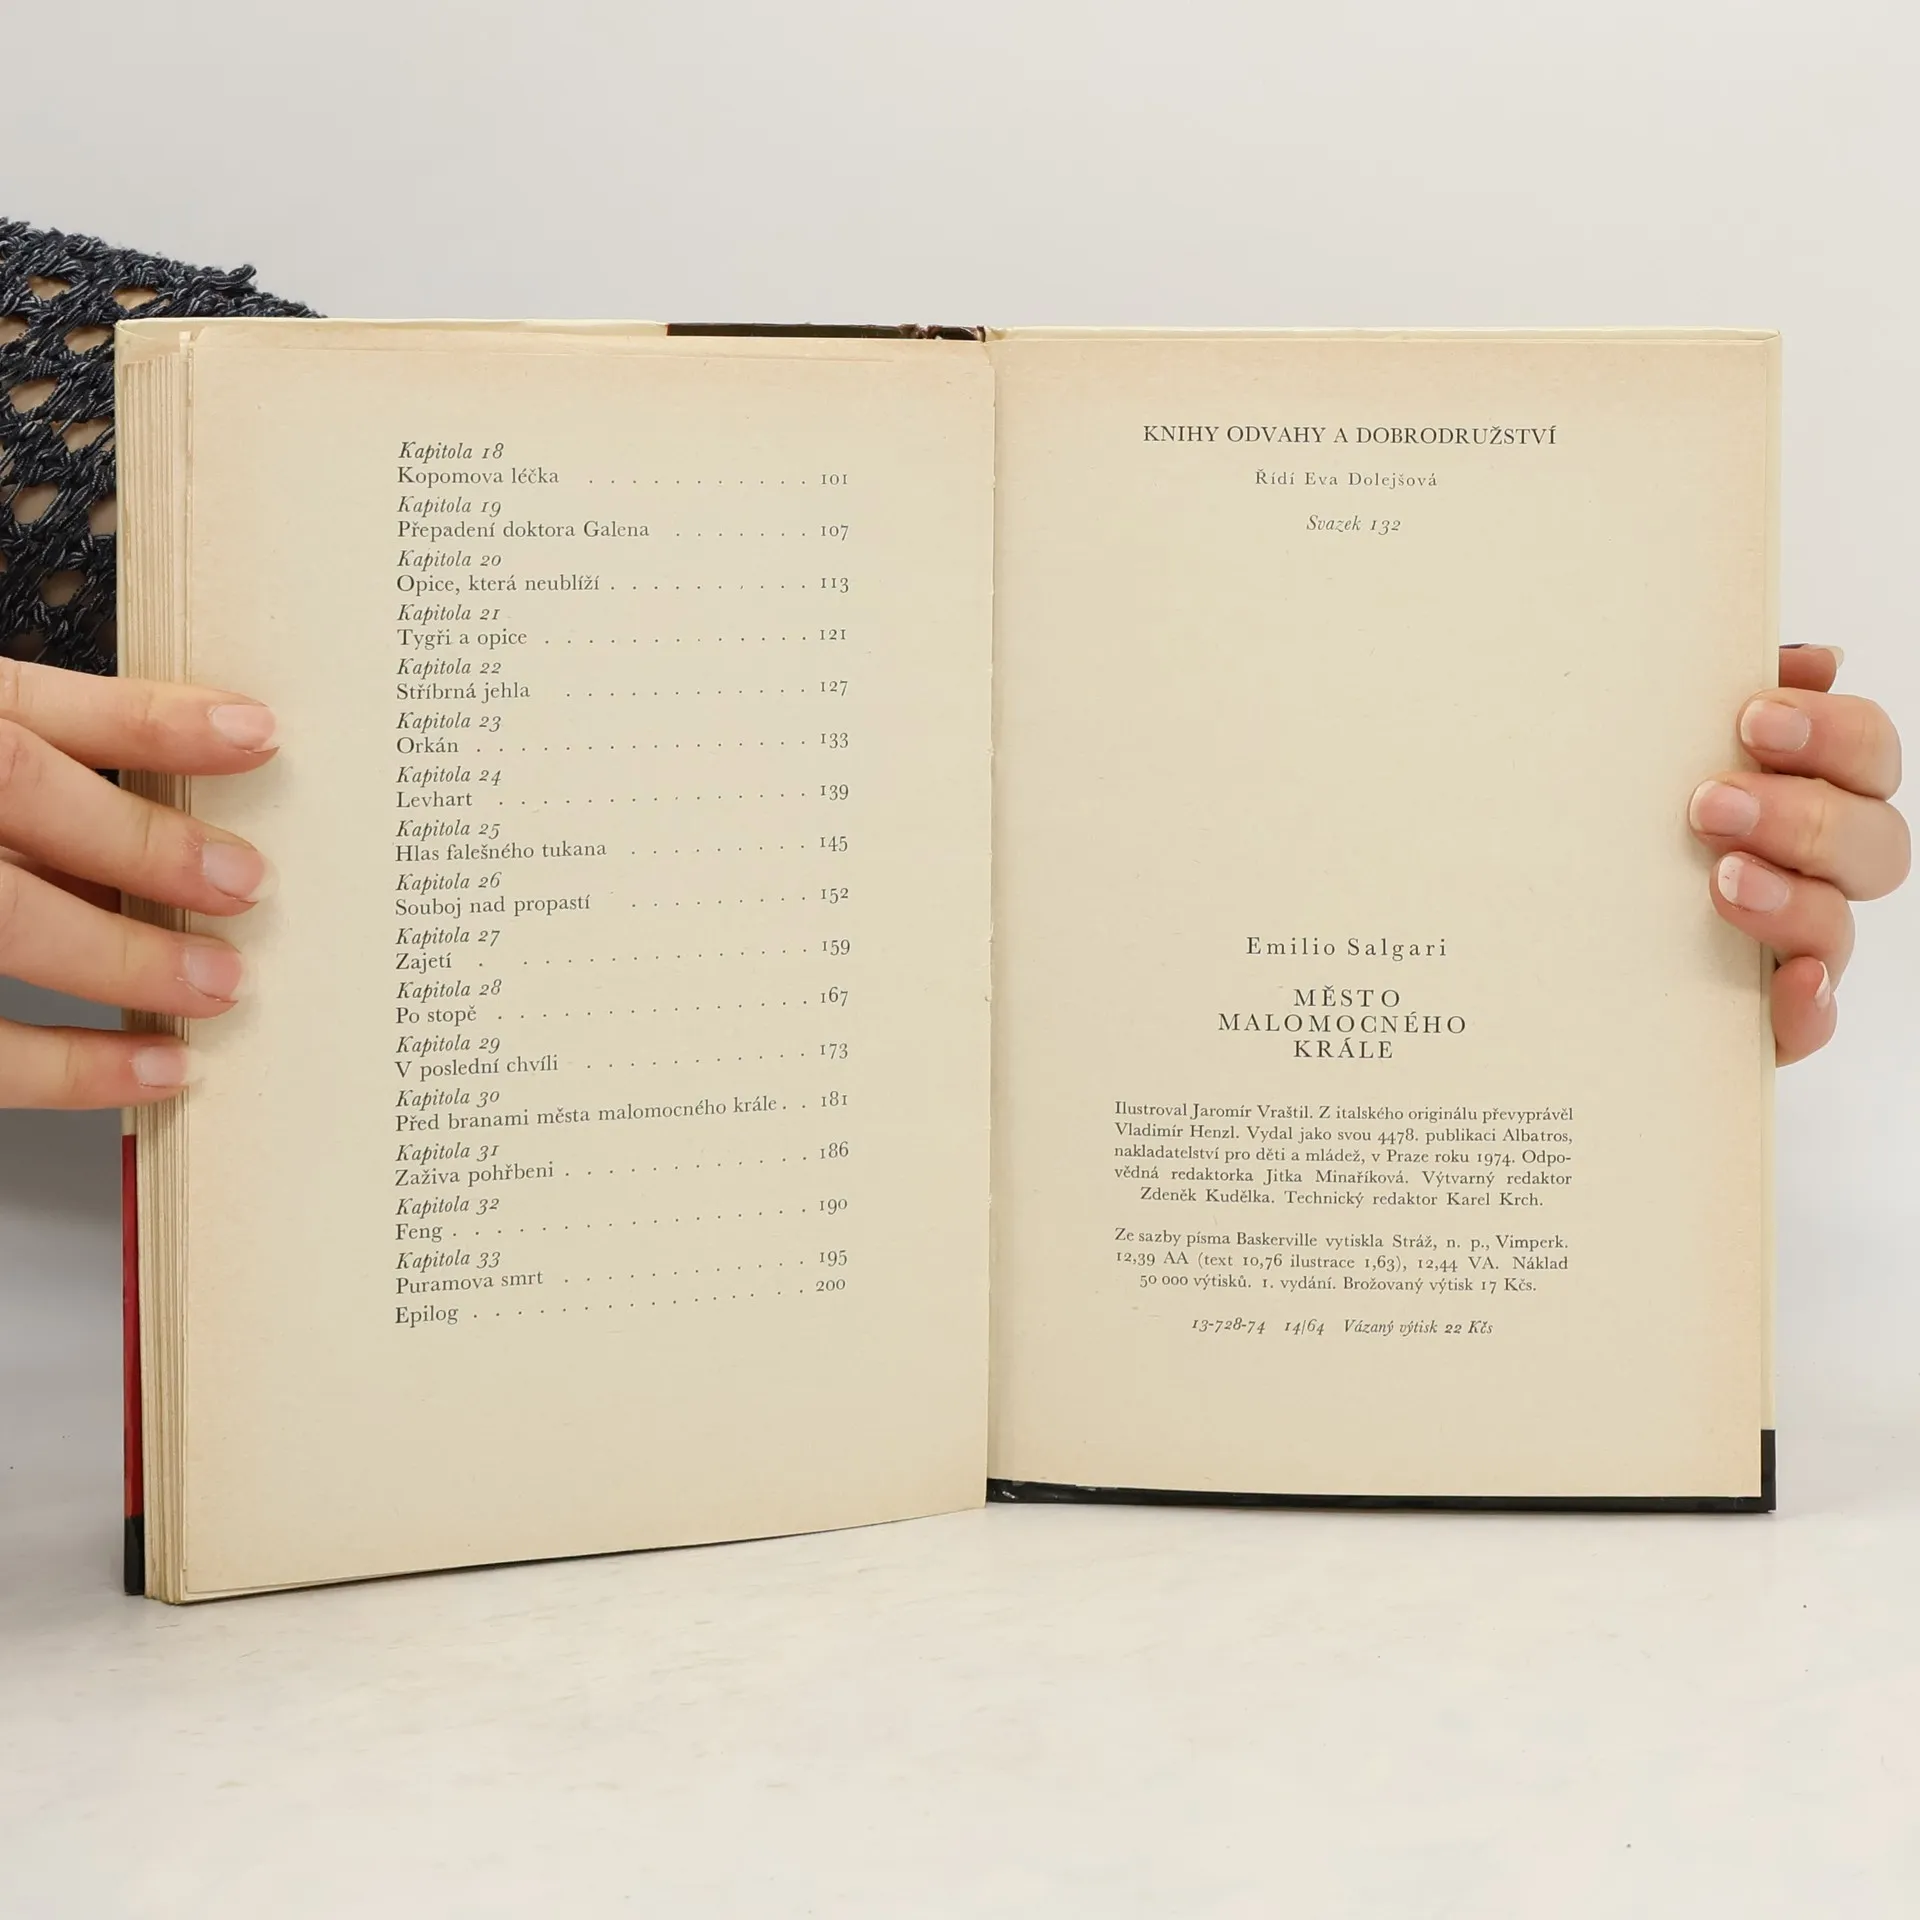 Kapitola 18
Kopomova léčka . . . . . . . . . . . 101
Kapitola 19
Přepadení doktora Galena . . . . . . . 107
Kapitola 20
Opice, která neublíží . . . . . . . . . . 113
Kapitola 21
Tygři a opice . . . . . . . . . . . . . 121
Kapitola 22
Stříbrná jehla . . . . . . . . . . . . 127
Kapitola 23
Orkán . . . . . . . . . . . . . . . . 133
Kapitola 24
Levhart . . . . . . . . . . . . . . . 139
Kapitola 25
Hlas falešného tukana . . . . . . . . . 145
Kapitola 26
Souboj nad propastí . . . . . . . . . 152
Kapitola 27
Zajetí . . . . . . . . . . . . . . . 159
Kapitola 28
Po stopě . . . . . . . . . . . . . . . 167
Kapitola 29
V poslední chvíli . . . . . . . . . . . 173
Kapitola 30
Před branami města malomocného krále . . 181
Kapitola 31
Zaživa pohřbeni . . . . . . . . . . . . 186
Kapitola 32
Feng . . . . . . . . . . . . . . . . . 190
Kapitola 33
Puramova smrt . . . . . . . . . . . . 195
Epilog . . . . . . . . . . . . . . . . 200
KNIHY ODVAHY A DOBRODRUŽSTVÍ
Řídí Eva Dolejšová
Svazek 132
Emilio Salgari
MĚSTO
MALOMOCNÉHO
KRÁLE
Ilustroval Jaromír Vraštil. Z italského originálu převyprávěl
Vladimír Henzl. Vydal jako svou 4478. publikaci Albatros,
nakladatelství pro děti a mládež, v Praze roku 1974. Odpo-
vědná redaktorka Jitka Minaříková. Výtvarný redaktor
Zdeněk Kudělka. Technický redaktor Karel Krch.
Ze sazby písma Baskerville vytiskla Stráž, n. p., Vimperk.
12,39 AA (text 10,76 ilustrace 1,63), 12,44 VA. Náklad
50 000 výtisků. 1. vydání. Brožovaný výtisk 17 Kčs.
13-728-74 14/64 Vázaný výtisk 22 Kčs